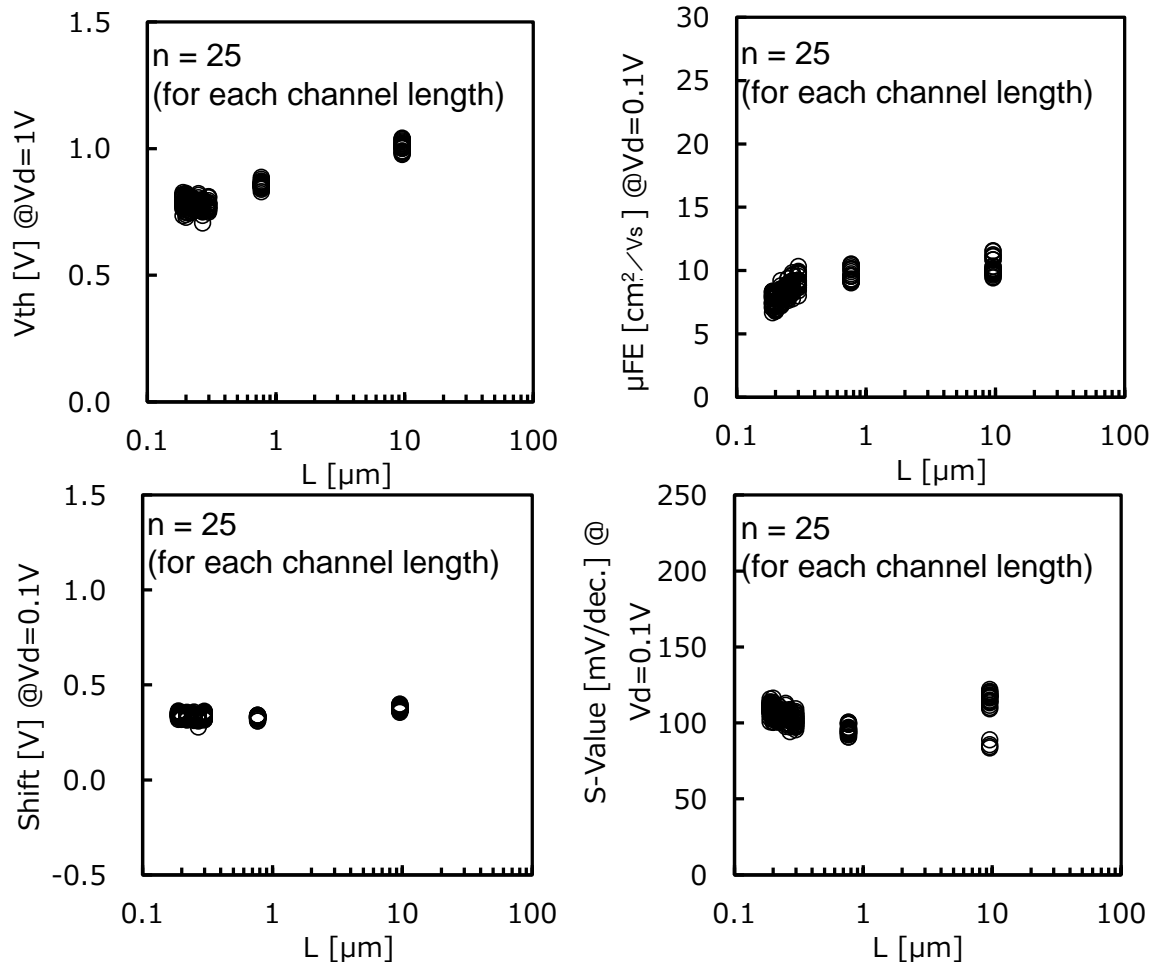 Vth [V] @Vd=1V
1.5
1.0
0.5
0.0
n = 25
(for each channel length)
0.1 1 10 100
L [µm]
µFE [cm²/Vs] @Vd=0.1V
30
25
20
15
10
5
0
n = 25
(for each channel length)
0.1 1 10 100
L [µm]
Shift [V] @Vd=0.1V
1.5
1.0
0.5
0.0
-0.5
n = 25
(for each channel length)
0.1 1 10 100
L [µm]
S-Value [mV/dec.] @
Vd=0.1V
250
200
150
100
50
0
n = 25
(for each channel length)
0.1 1 10 100
L [µm]